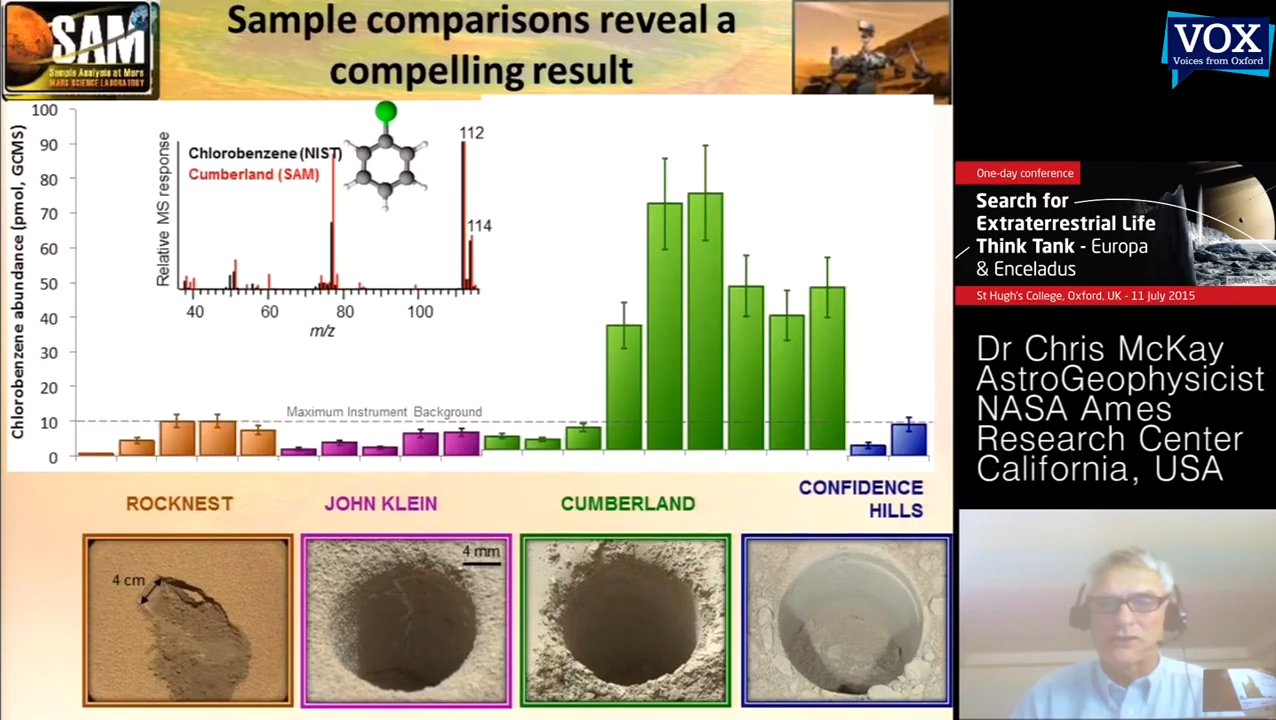 SAM
Sample Analysis at Mars
MARS SCIENCE LABORATORY
Sample comparisons reveal a
compelling result
Chlorobenzene abundance (pmol, GCMS)
100
90
80
70
60
50
40
30
20
10
0
Relative MS response
Chlorobenzene (NIST)
Cumberland (SAM)
112
114
40 60 80 100
m/z
Maximum Instrument Background
ROCKNEST
JOHN KLEIN
CUMBERLAND
CONFIDENCE
HILLS
4 cm
4 mm
VOX
Voices from Oxford
One-day conference
Search for
Extraterrestrial Life
Think Tank - Europa
& Enceladus
St Hugh's College, Oxford, UK - 11 July 2015
Dr Chris McKay
AstroGeophysicist
NASA Ames
Research Center
California, USA